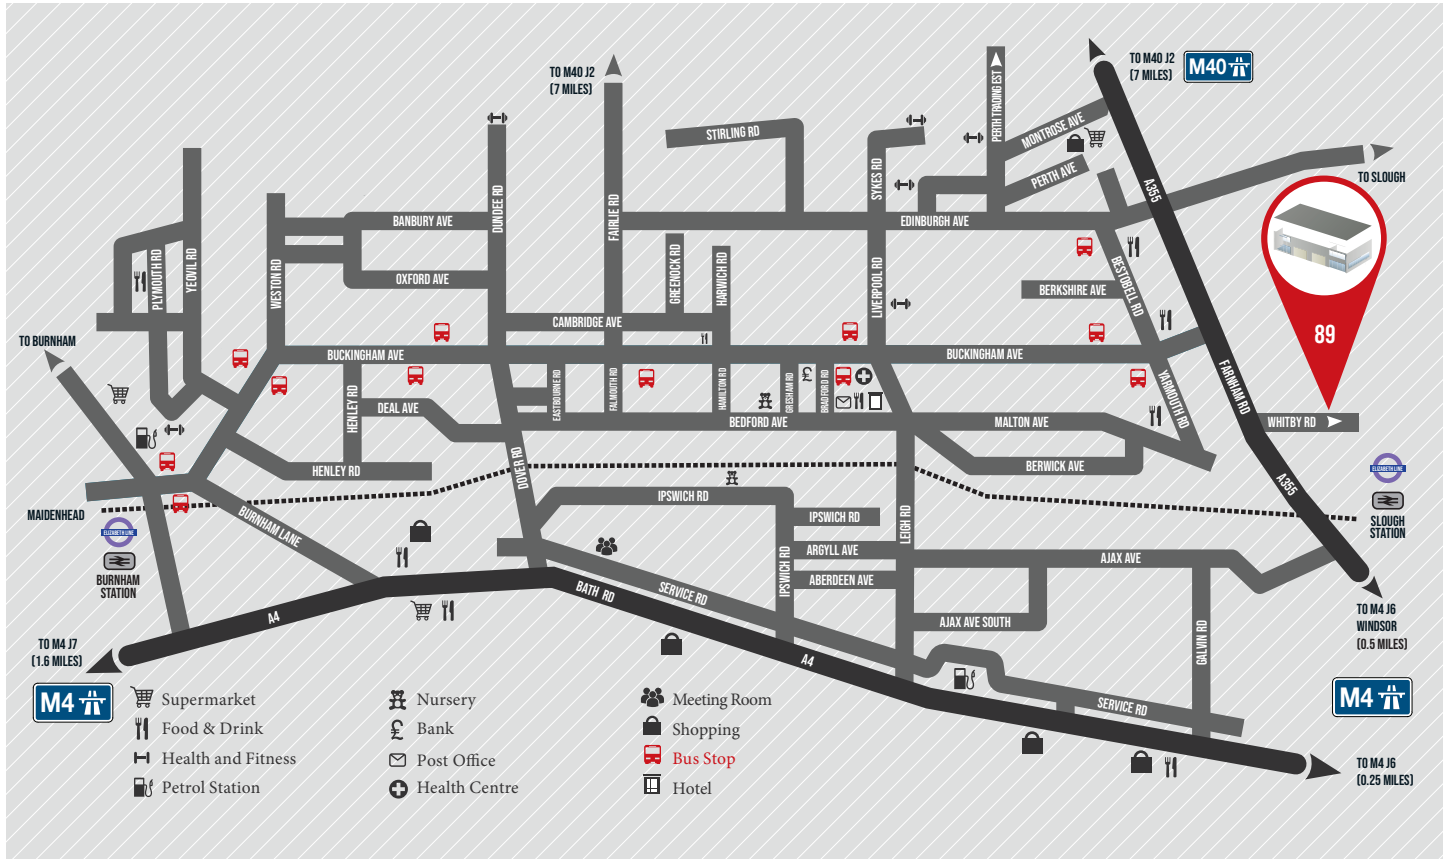 TO M40 J2
(7 MILES)
TO M40 J2
(7 MILES)
M40
PERTH TRADING EST
MONTROSE AVE
STIRLING RD
SYKES RD
PERTH AVE
A355
TO SLOUGH
BANBURY AVE
DUNDEE RD
FAIRLIE RD
EDINBURGH AVE
PLYMOUTH RD
YEOVIL RD
WESTON RD
OXFORD AVE
GREENOCK RD
HARWICH RD
LIVERPOOL RD
BERKSHIRE AVE
BESTOBELL RD
CAMBRIDGE AVE
89
TO BURNHAM
BUCKINGHAM AVE
BUCKINGHAM AVE
FARNHAM RD
HENLEY RD
DEAL AVE
EASTBOURNE RD
FALMOUTH RD
HAMILTON RD
GRESHAM RD
BRADFORD RD
YARMOUTH RD
BEDFORD AVE
MALTON AVE
WHITBY RD
HENLEY RD
DOVER RD
BERWICK AVE
ELIZABETH LINE
A355
IPSWICH RD
MAIDENHEAD
BURNHAM LANE
IPSWICH RD
LEIGH RD
SLOUGH
STATION
ELIZABETH LINE
ARGYLL AVE
AJAX AVE
IPSWICH RD
BURNHAM
STATION
ABERDEEN AVE
BATH RD
SERVICE RD
A4
AJAX AVE SOUTH
GALVIN RD
TO M4 J6
WINDSOR
(0.5 MILES)
TO M4 J7
(1.6 MILES)
A4
M4
M4
SERVICE RD
TO M4 J6
(0.25 MILES)
Supermarket
Food & Drink
Health and Fitness
Petrol Station
Nursery
Bank
Post Office
Health Centre
Meeting Room
Shopping
Bus Stop
Hotel